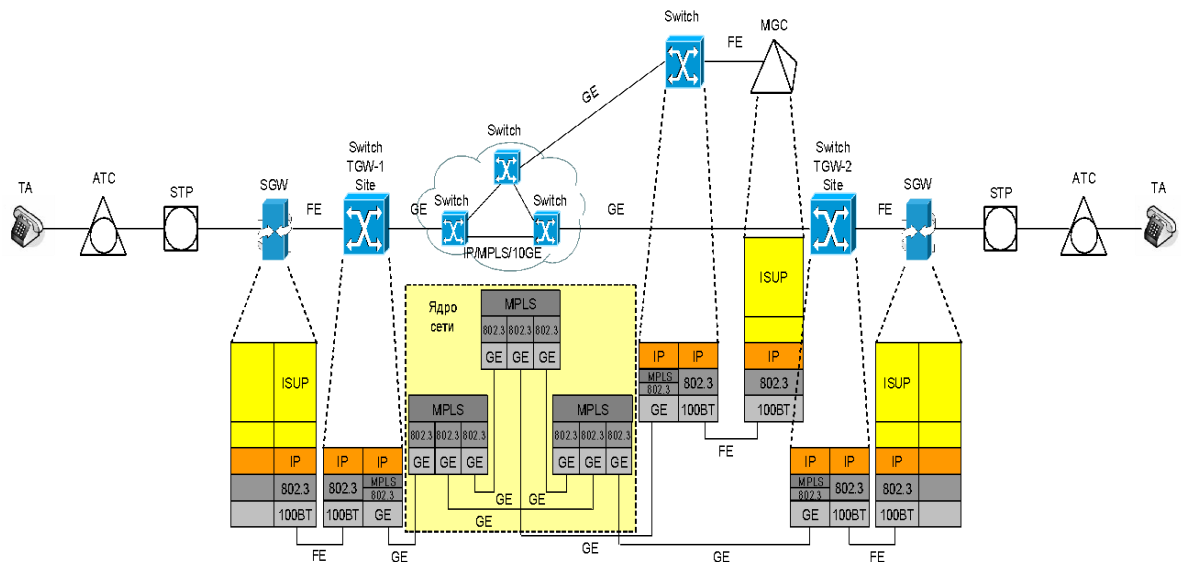 Switch
MGC
FE
GE
Switch
Switch
TGW-1
Site
Switch
TGW-2
Site
TA
ATC
STP
SGW
FE
GE
Switch
Switch
GE
FE
SGW
STP
ATC
TA
IP/MPLS/10GE
Ядро
сети
MPLS
802.3 802.3 802.3
GE GE GE
MPLS
802.3 802.3 802.3
GE GE GE
MPLS
802.3 802.3 802.3
GE GE GE
ISUP
IP
802.3
100BT
IP IP
802.3 MPLS
802.3
100BT GE
IP IP
MPLS
802.3 802.3
GE 100BT
ISUP
IP
802.3
100BT
IP IP
MPLS
802.3 802.3
GE 100BT
ISUP
IP
802.3
100BT
FE
GE
GE
GE
GE
GE
GE
FE
GE
FE